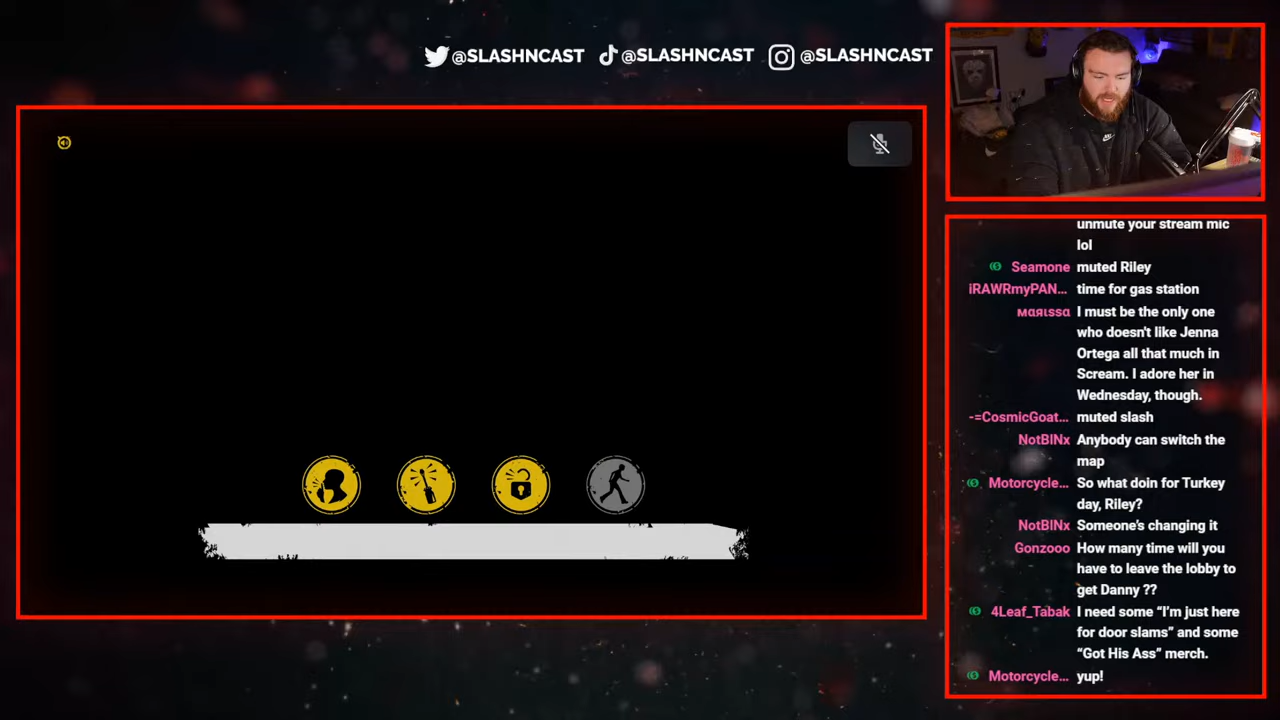 @SLASHNCAST @SLASHNCAST @SLASHNCAST
unmute your stream mic
lol
Seamone muted Riley
iRAWRmyPAN... time for gas station
мαяιѕѕα I must be the only one
who doesn't like Jenna
Ortega all that much in
Scream. I adore her in
Wednesday, though.
-=CosmicGoat... muted slash
NotBINx Anybody can switch the
map
Motorcycle... So what doin for Turkey
day, Riley?
NotBINx Someone's changing it
Gonzooo How many time will you
have to leave the lobby to
get Danny ??
4Leaf_Tabak I need some “I’m just here
for door slams” and some
“Got His Ass” merch.
Motorcycle... yup!